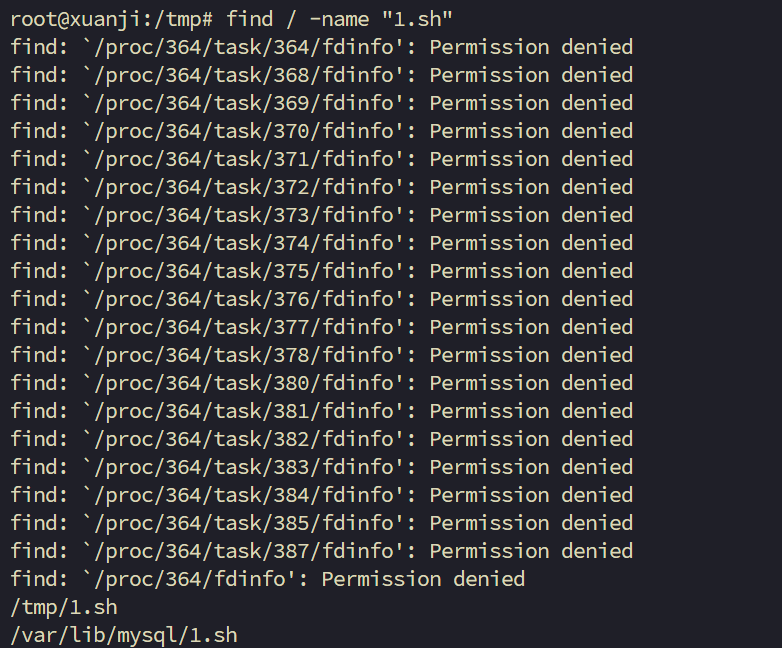 root@xuanji:/tmp# find / -name "1.sh"
find: `/proc/364/task/364/fdinfo': Permission denied
find: `/proc/364/task/368/fdinfo': Permission denied
find: `/proc/364/task/369/fdinfo': Permission denied
find: `/proc/364/task/370/fdinfo': Permission denied
find: `/proc/364/task/371/fdinfo': Permission denied
find: `/proc/364/task/372/fdinfo': Permission denied
find: `/proc/364/task/373/fdinfo': Permission denied
find: `/proc/364/task/374/fdinfo': Permission denied
find: `/proc/364/task/375/fdinfo': Permission denied
find: `/proc/364/task/376/fdinfo': Permission denied
find: `/proc/364/task/377/fdinfo': Permission denied
find: `/proc/364/task/378/fdinfo': Permission denied
find: `/proc/364/task/380/fdinfo': Permission denied
find: `/proc/364/task/381/fdinfo': Permission denied
find: `/proc/364/task/382/fdinfo': Permission denied
find: `/proc/364/task/383/fdinfo': Permission denied
find: `/proc/364/task/384/fdinfo': Permission denied
find: `/proc/364/task/385/fdinfo': Permission denied
find: `/proc/364/task/387/fdinfo': Permission denied
find: `/proc/364/fdinfo': Permission denied
/tmp/1.sh
/var/lib/mysql/1.sh